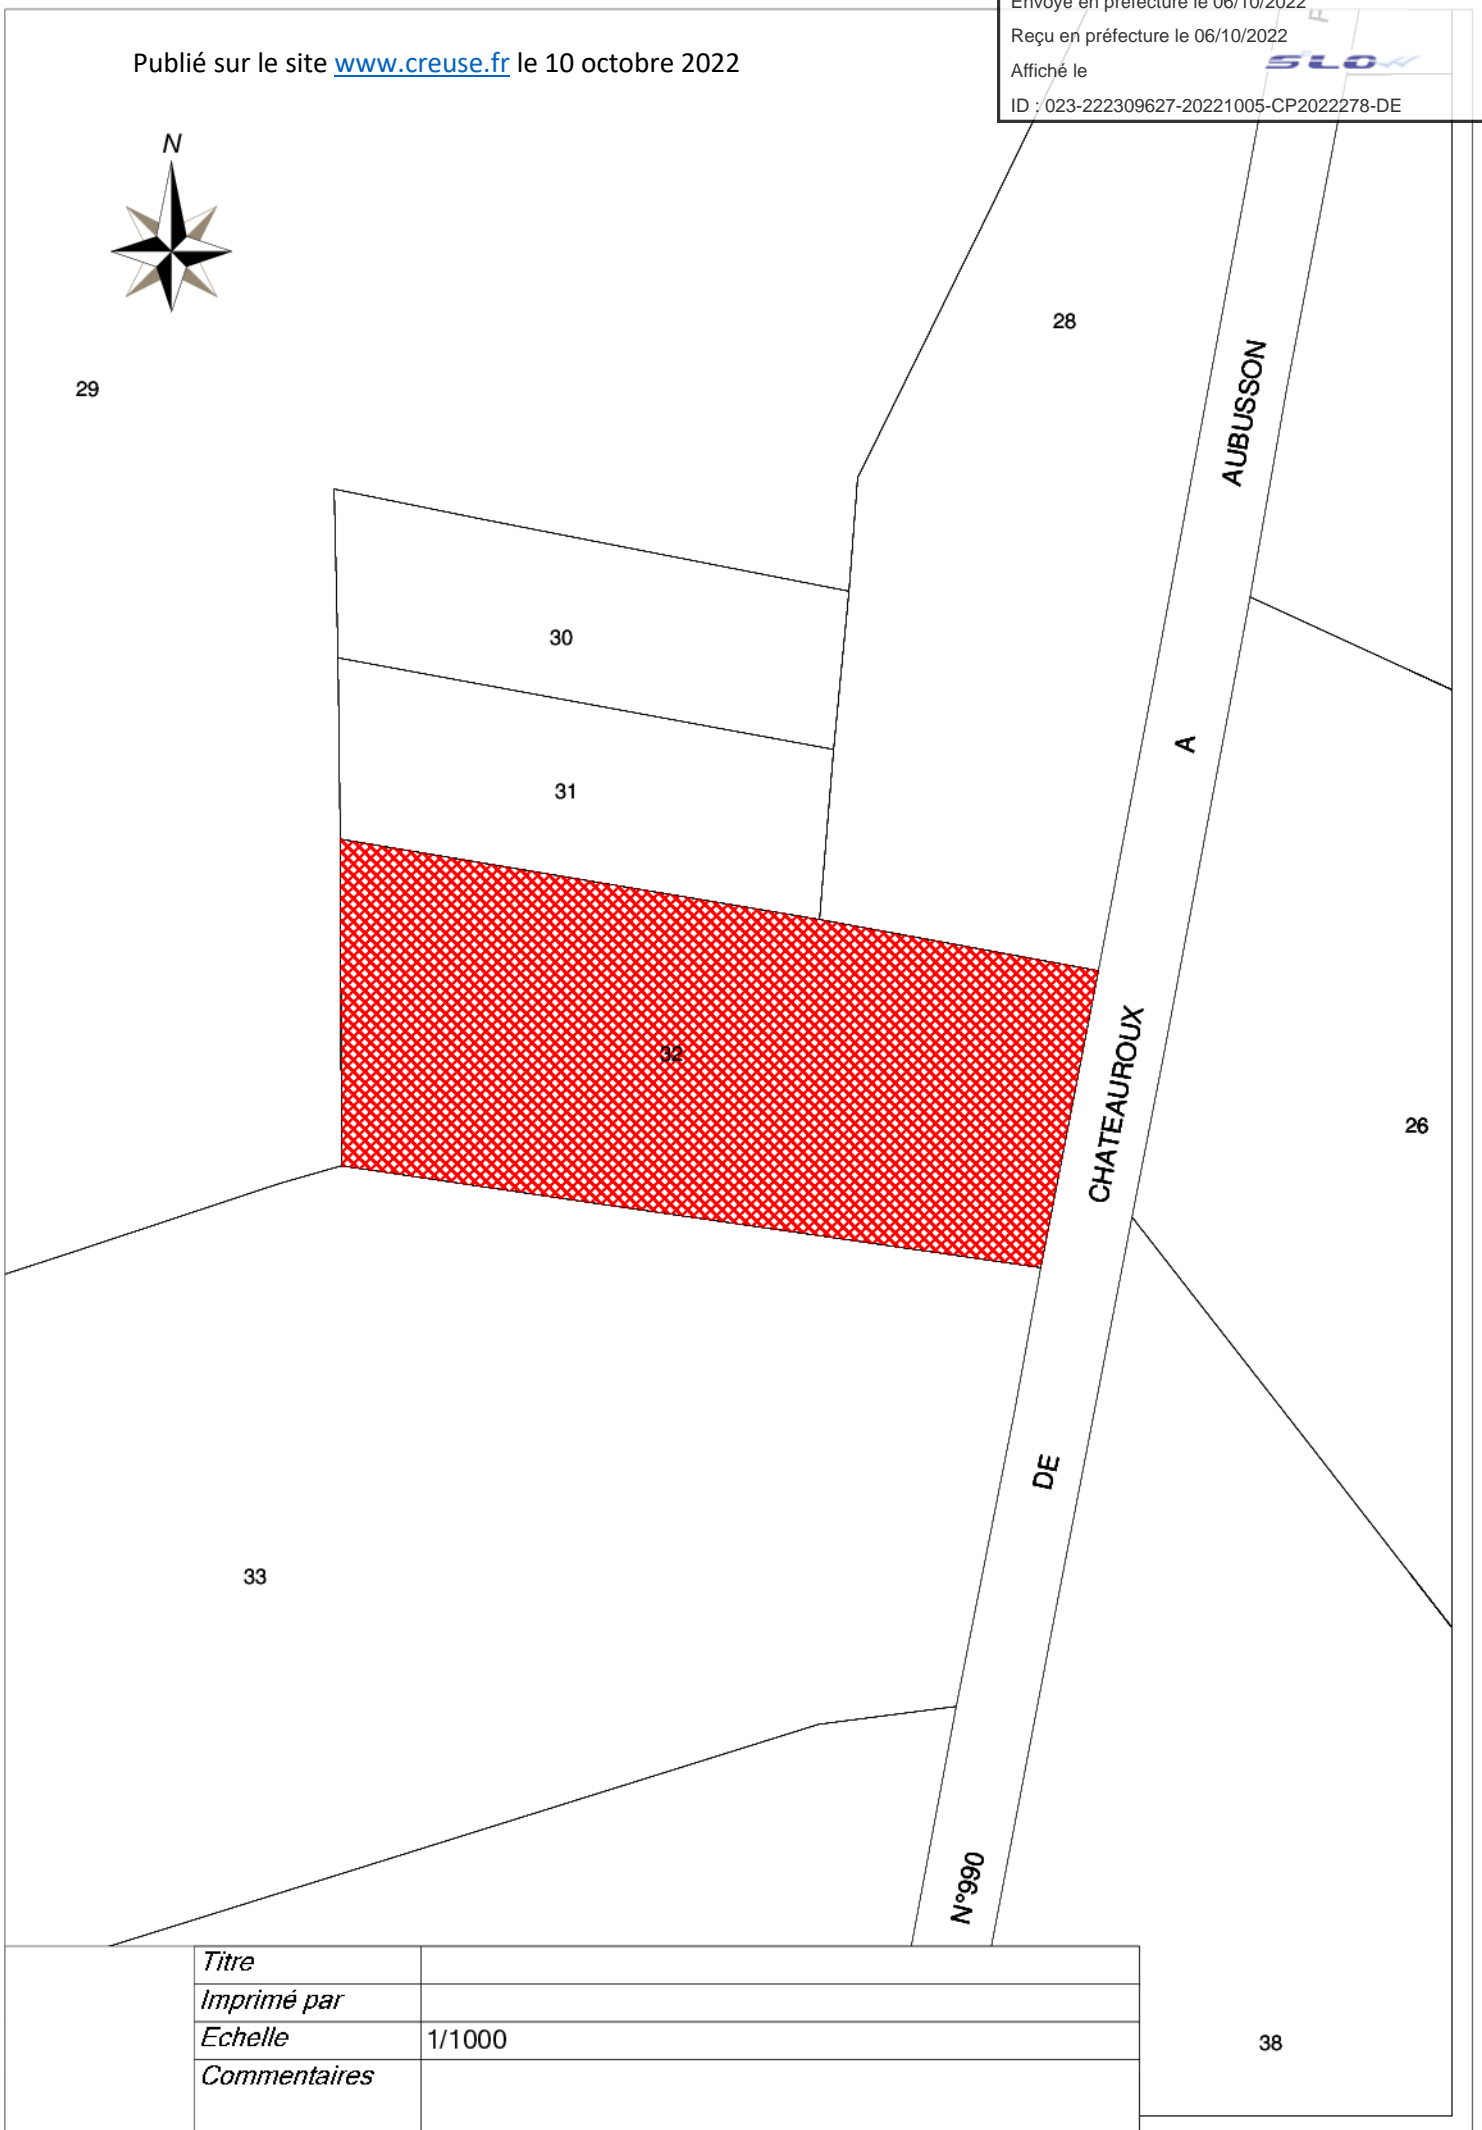 Envoyé en préfecture le 06/10/2022
Reçu en préfecture le 06/10/2022
Affiché le
SLOW
ID : 023-222309627-20221005-CP2022278-DE
Publié sur le site www.creuse.fr le 10 octobre 2022
N
28
29
AUBUSSON
30
A
31
CHATEAUROUX
32
26
DE
33
N°990
Titre
Imprimé par
Echelle 1/1000
Commentaires
38